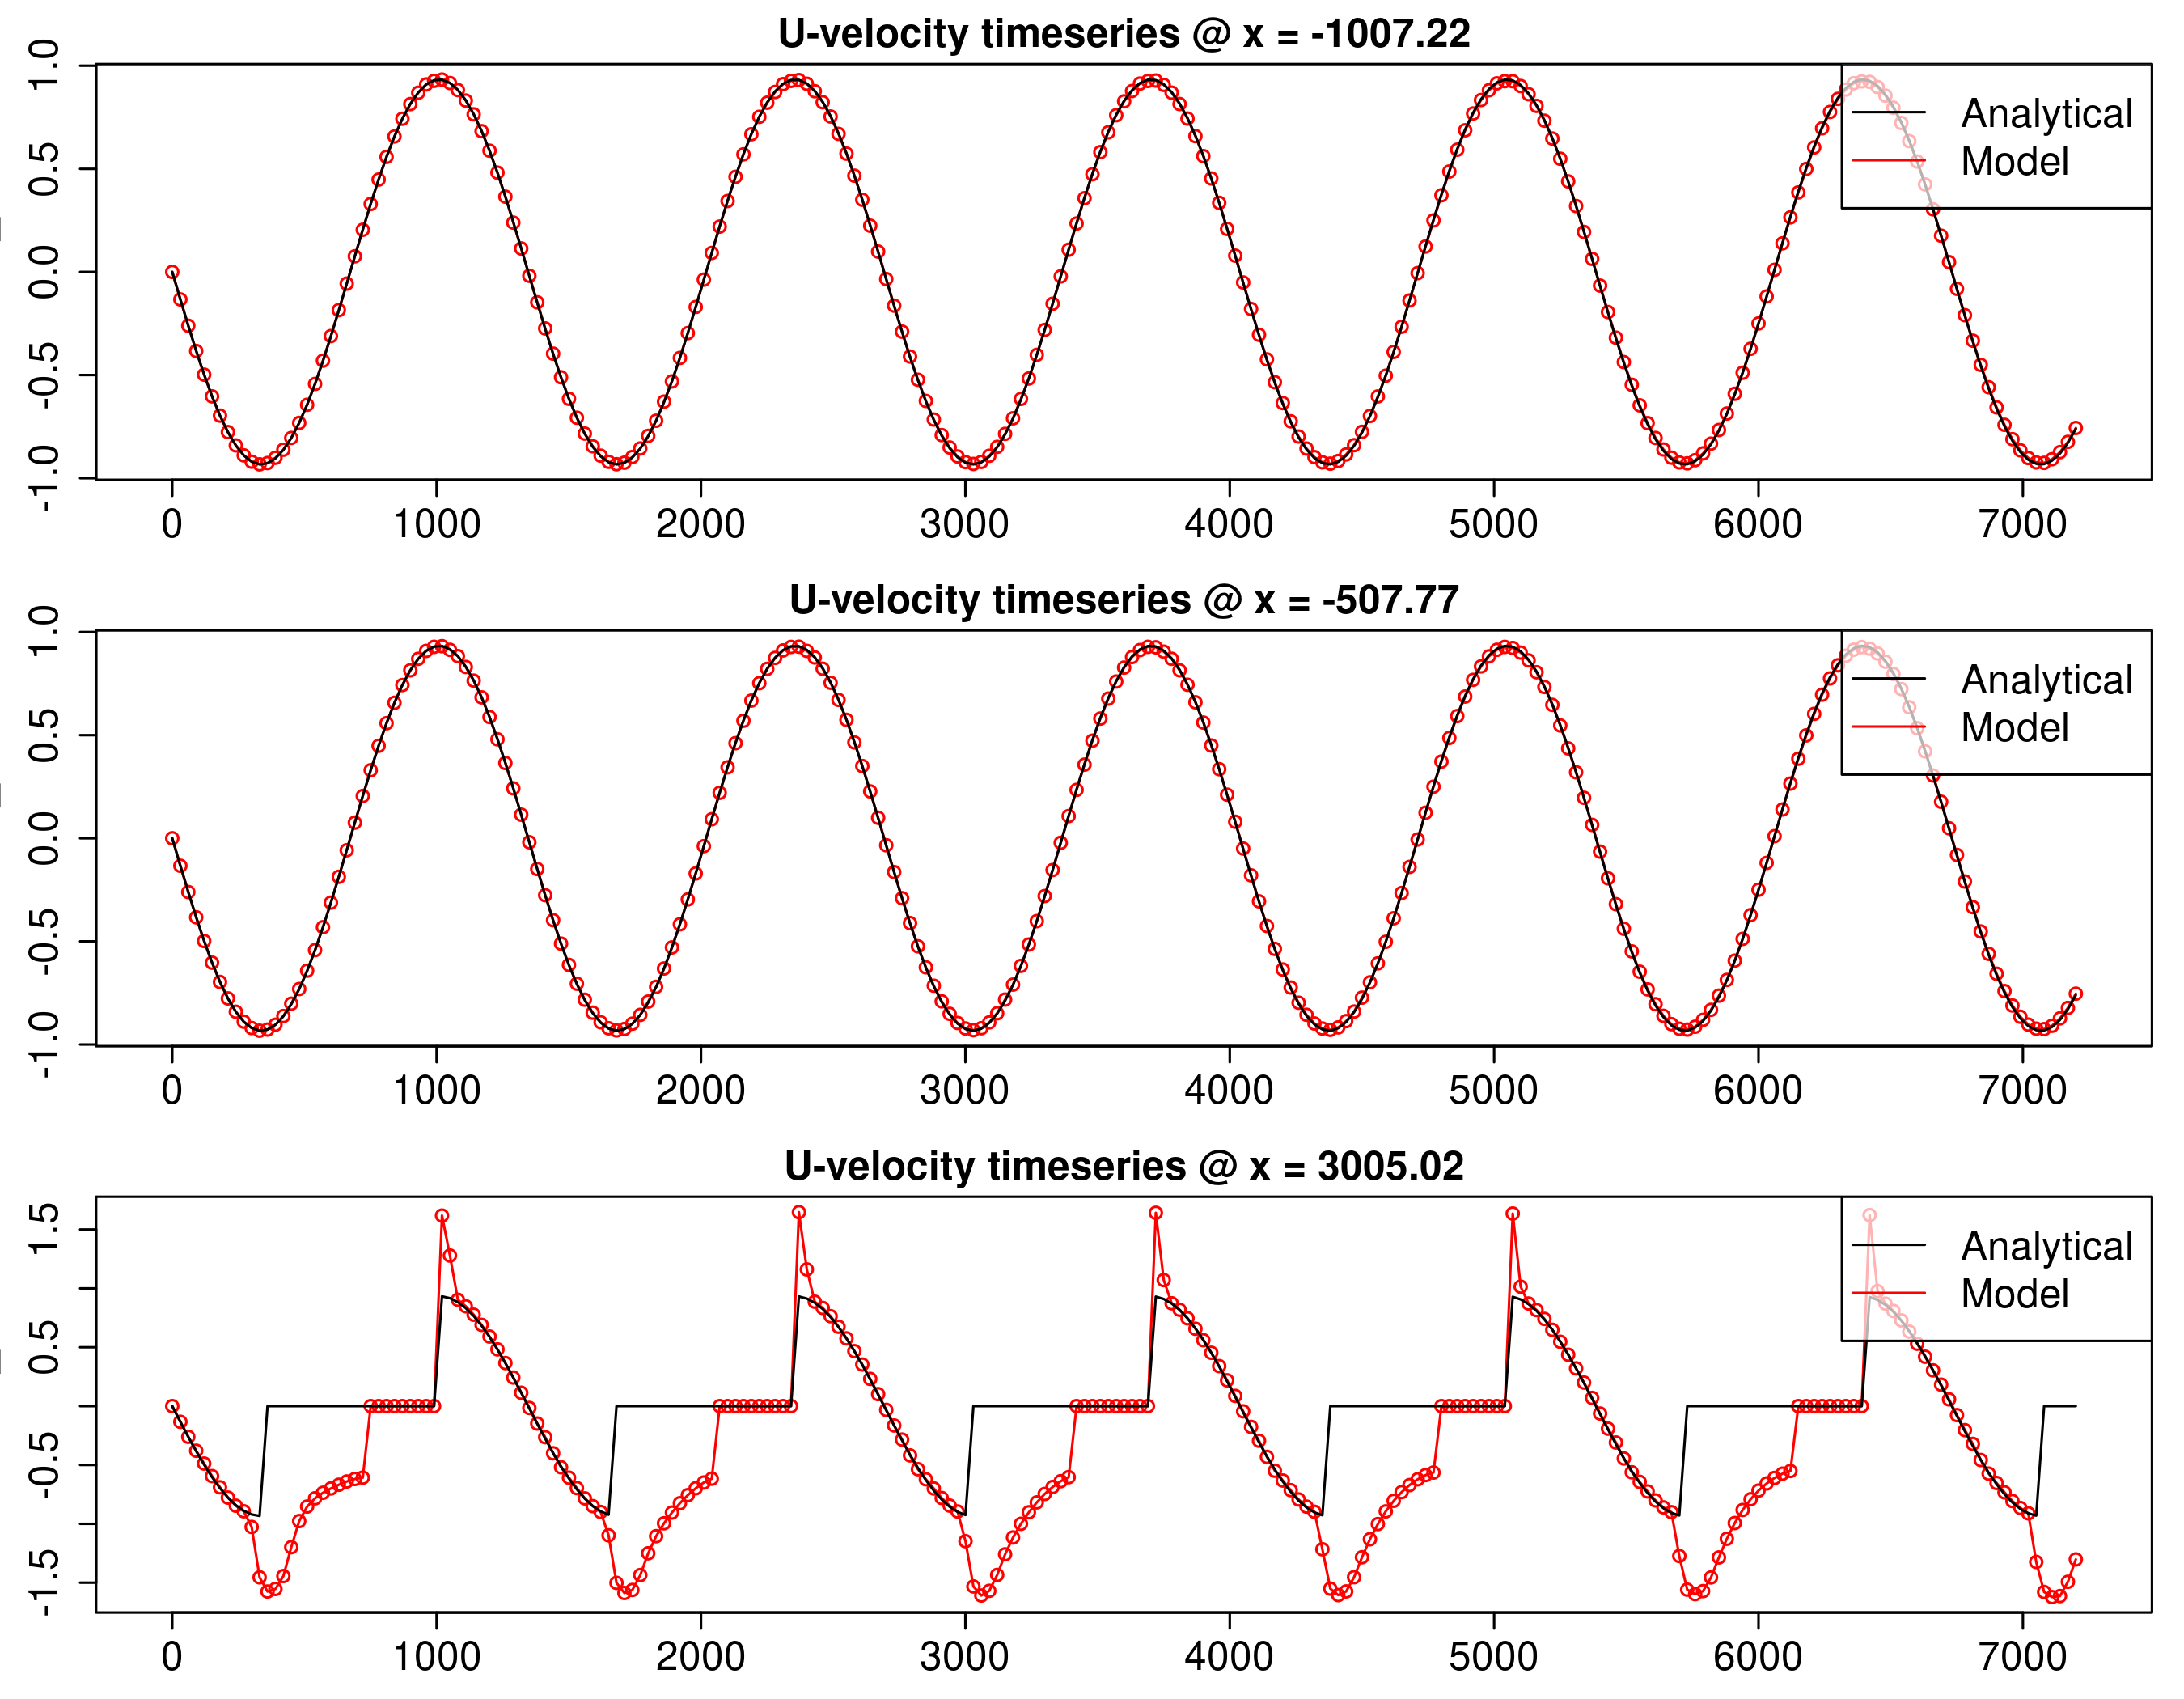 U-velocity timeseries @ x = -1007.22
1.0
0.5
0.0
-0.5
-1.0
Analytical
Model
0 1000 2000 3000 4000 5000 6000 7000
U-velocity timeseries @ x = -507.77
1.0
0.5
0.0
-0.5
-1.0
Analytical
Model
0 1000 2000 3000 4000 5000 6000 7000
U-velocity timeseries @ x = 3005.02
1.5
0.5
-0.5
-1.5
Analytical
Model
0 1000 2000 3000 4000 5000 6000 7000